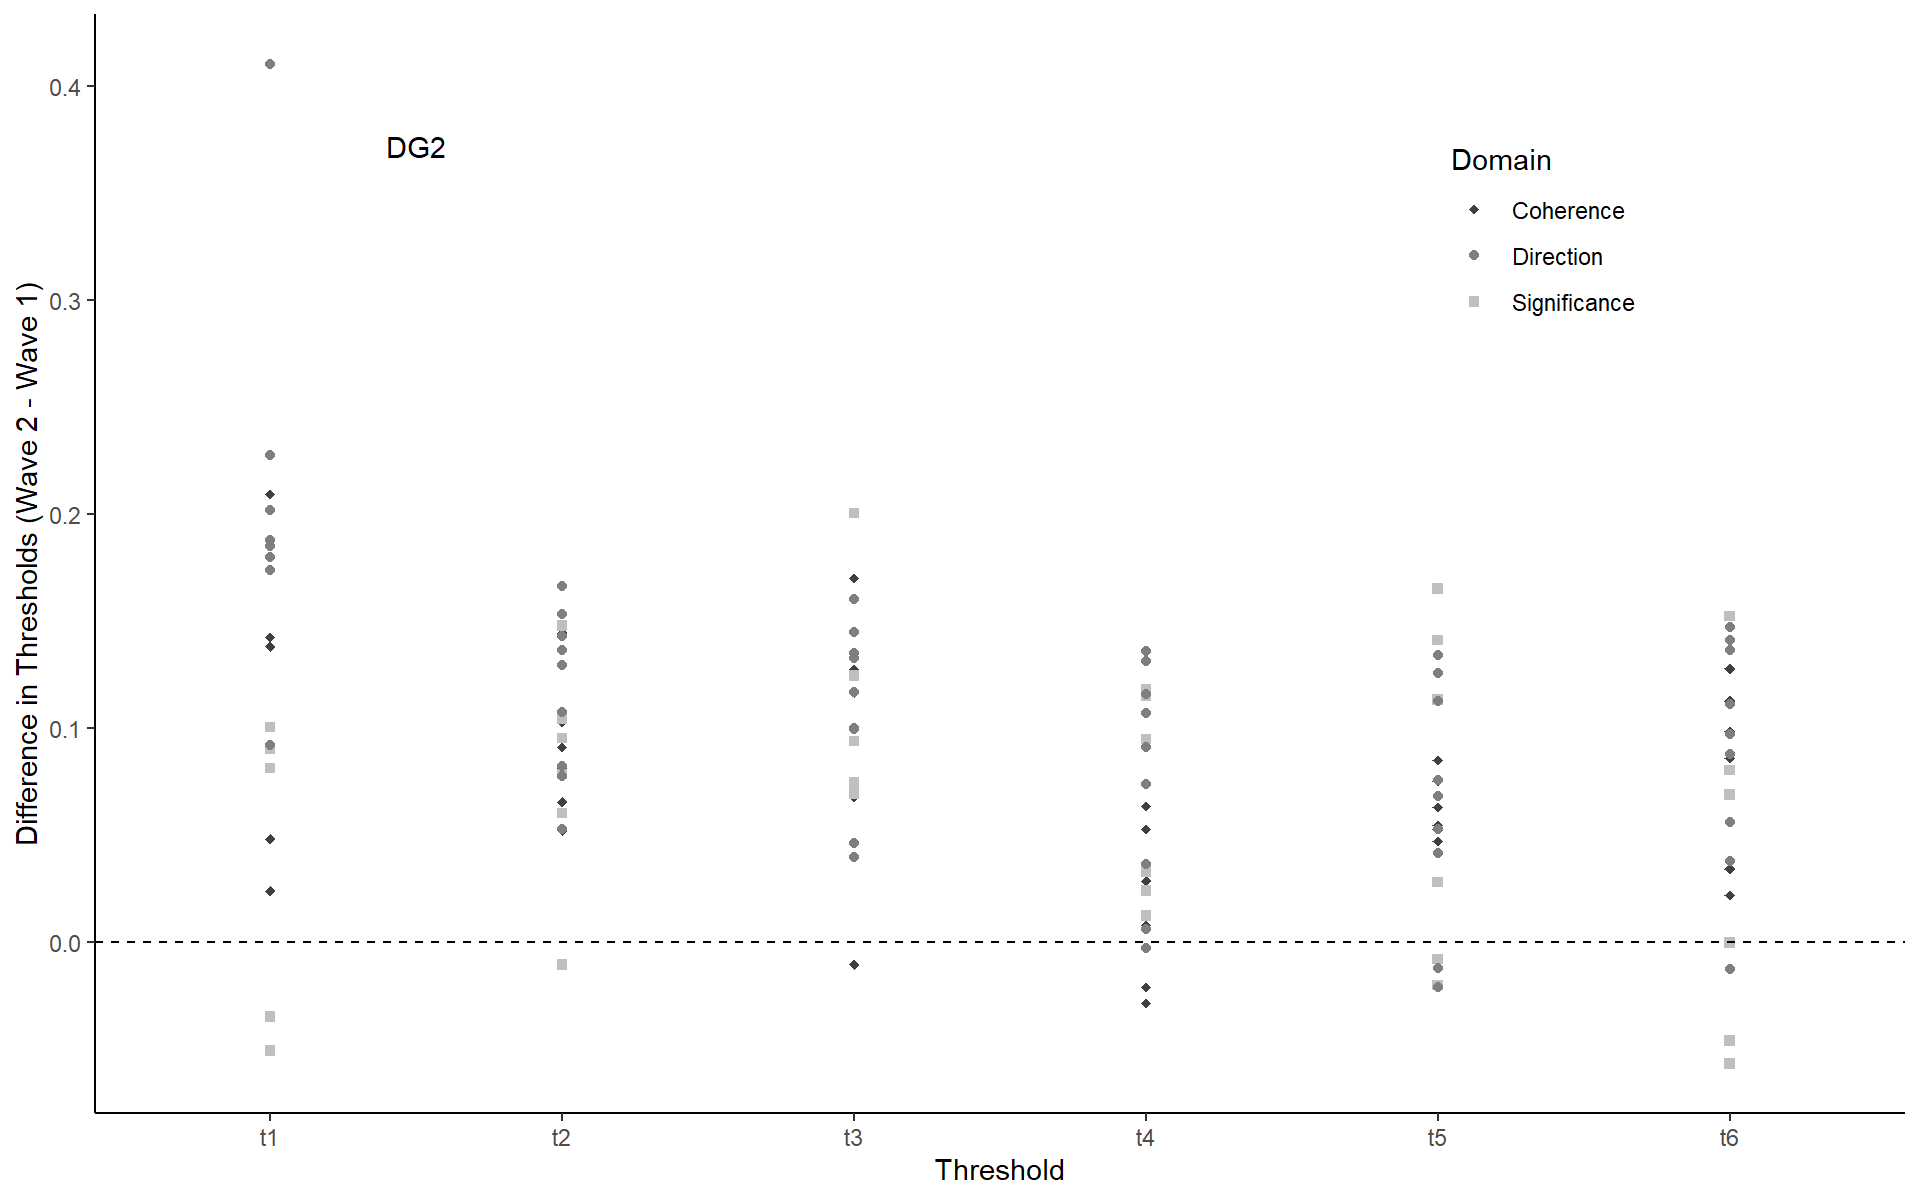 0.4
0.3
0.2
0.1
0.0
Difference in Thresholds (Wave 2 - Wave 1)
DG2
Domain
Coherence
Direction
Significance
t1 t2 t3 t4 t5 t6
Threshold